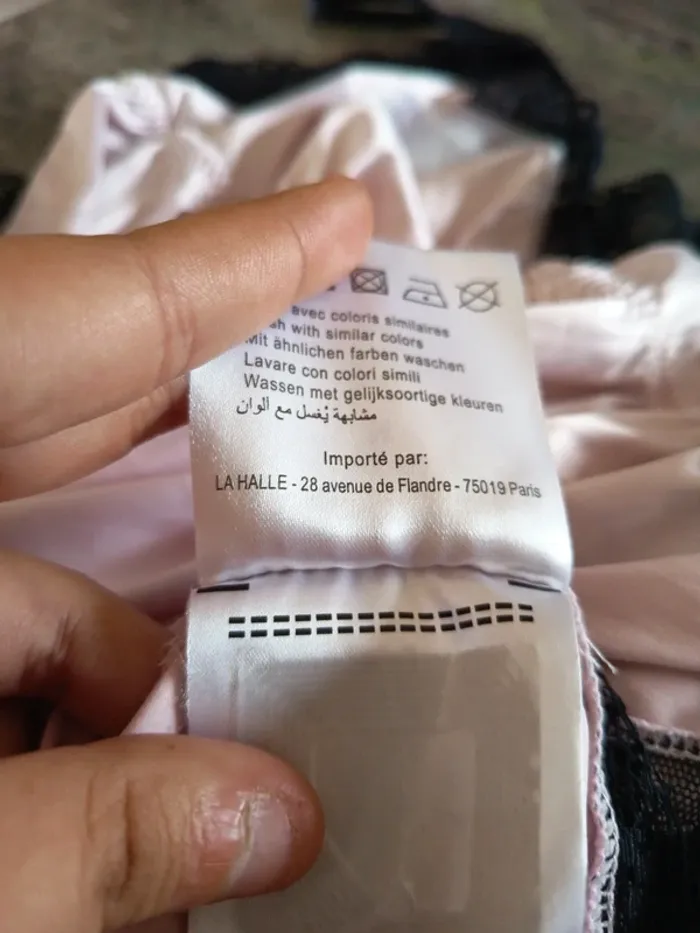 avec coloris similaires
with similar colors
Mit ähnlichen farben waschen
Lavare con colori simili
Wassen met gelijksoortige kleuren
مشابهة يُغسل مع ألوان
Importé par:
LA HALLE - 28 avenue de Flandre - 75019 Paris